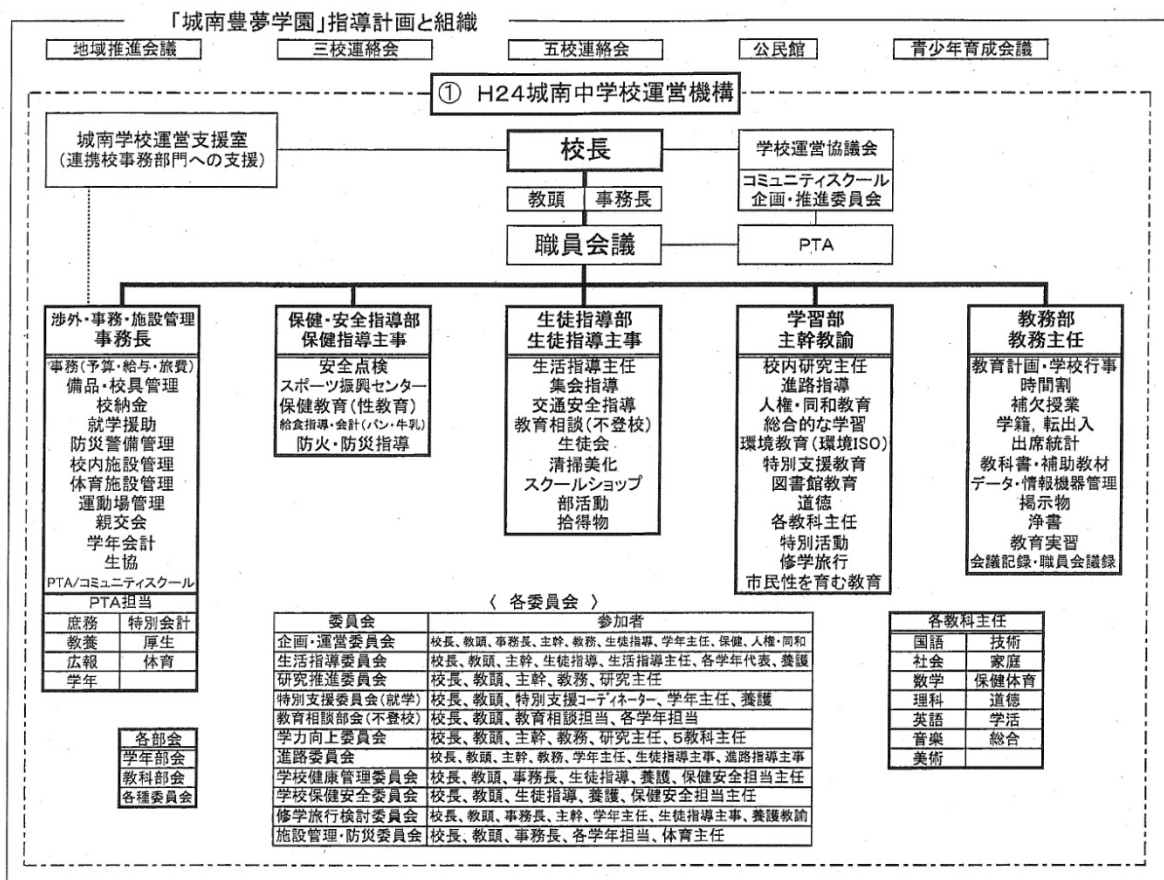 「城南豊夢学園」指導計画と組織
地域推進会議
三校連絡会
五校連絡会
公民館
青少年育成会議
① H24城南中学校運営機構
城南学校運営支援室
(連携校事務部門への支援)
校長
学校運営協議会
コミュニティスクール
企画・推進委員会
教頭 事務長
職員会議
PTA
渉外・事務・施設管理
事務長
事務(予算・給与・旅費)
備品・校具管理
校納金
就学援助
防災警備管理
校内施設管理
体育施設管理
運動場管理
親交会
学年会計
生協
PTA/コミュニティスクール
PTA担当
庶務 特別会計
教養 厚生
広報 体育
学年
保健・安全指導部
保健指導主事
安全点検
スポーツ振興センター
保健教育(性教育)
給食指導・会計(パン・牛乳)
防火・防災指導
生徒指導部
生徒指導主事
生活指導主任
集会指導
交通安全指導
教育相談(不登校)
生徒会
清掃美化
スクールショップ
部活動
拾得物
学習部
主幹教諭
校内研究主任
進路指導
人権・同和教育
総合的な学習
環境教育(環境ISO)
特別支援教育
図書館教育
道徳
各教科主任
特別活動
修学旅行
市民性を育む教育
教務部
教務主任
教育計画・学校行事
時間割
補欠授業
学籍,転出入
出席統計
教科書・補助教材
データ・情報機器管理
掲示物
浄書
教育実習
会議記録・職員会議録
各部会
学年部会
教科部会
各種委員会
〈 各委員会 〉
委員会 参加者
企画・運営委員会 校長、教頭、事務長、主幹、教務、生徒指導、学年主任、保健、人権・同和
生活指導委員会 校長、教頭、主幹、生徒指導、生活指導主任、各学年代表、養護
研究推進委員会 校長、教頭、主幹、教務、研究主任
特別支援委員会(就学) 校長、教頭、特別支援コーディネーター、学年主任、養護
教育相談部会(不登校) 校長、教頭、教育相談担当、各学年担当
学力向上委員会 校長、教頭、主幹、教務、研究主任、5教科主任
進路委員会 校長、教頭、主幹、教務、学年主任、生徒指導主事、進路指導主事
学校健康管理委員会 校長、教頭、事務長、生徒指導、養護、保健安全担当主任
学校保健安全委員会 校長、教頭、生徒指導、養護、保健安全担当主任
修学旅行検討委員会 校長、教頭、事務長、主幹、学年主任、生徒指導主事、養護教諭
施設管理・防災委員会 校長、教頭、事務長、各学年担当、体育主任
各教科主任
国語 技術
社会 家庭
数学 保健体育
理科 道徳
英語 学活
音楽 総合
美術